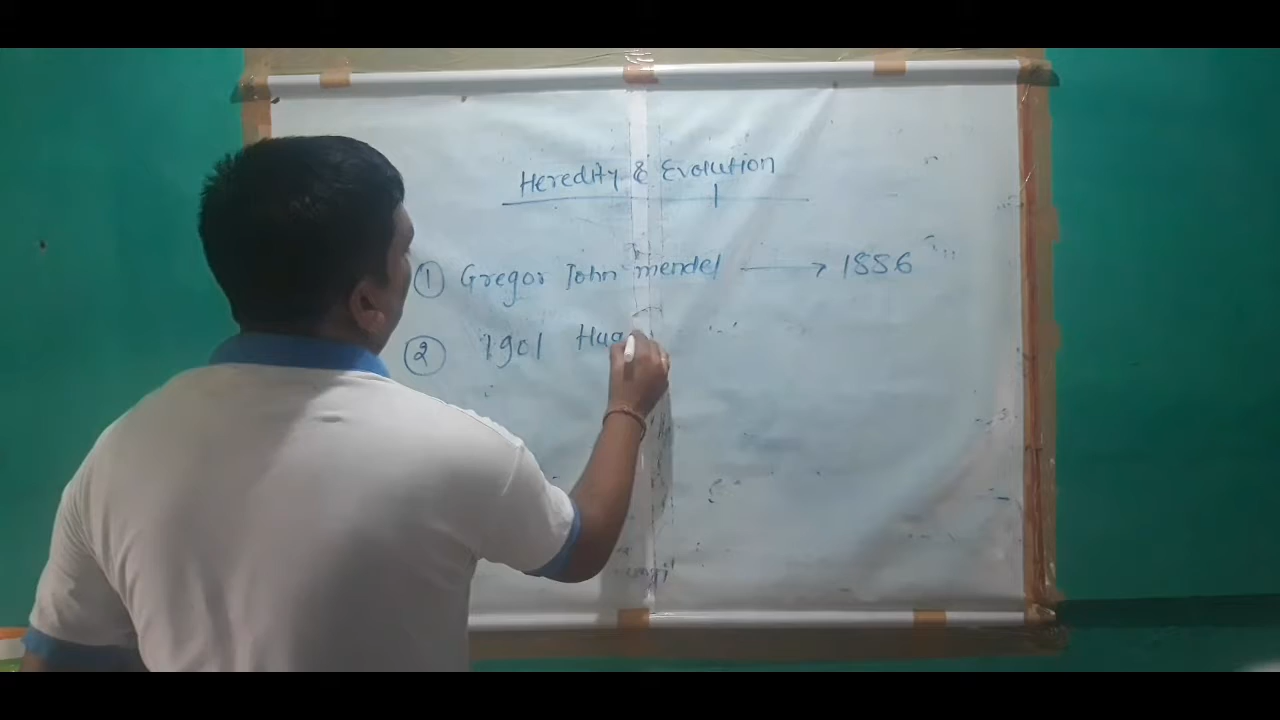 Heredity & Evolution
① Gregor John mendel → 1856
② 1901 Hug